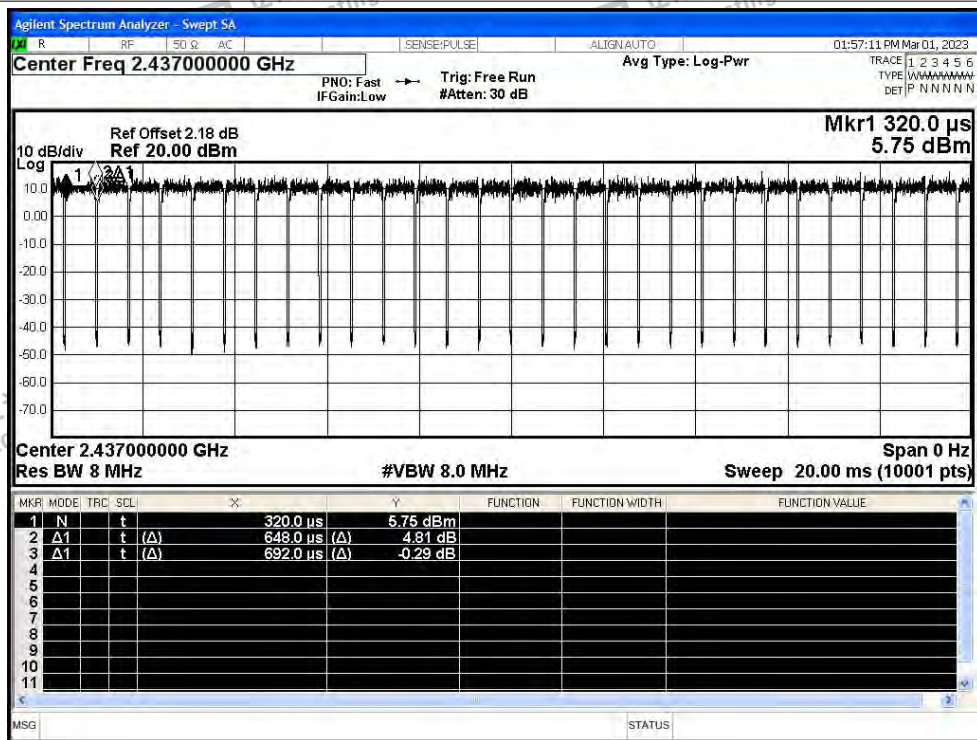 Agilent Spectrum Analyzer - Swept SA
R RF 50 Ω AC SENSE:PULSE ALIGN AUTO 01:57:11 PM Mar 01, 2023
Center Freq 2.437000000 GHz
Avg Type: Log-Pwr
TRACE 1 2 3 4 5 6
PNO: Fast Trig: Free Run
TYPE WWWWWW
IFGain:Low #Atten: 30 dB
DET P N N N N N
Mkr1 320.0 µs
5.75 dBm
Ref Offset 2.18 dB
10 dB/div Ref 20.00 dBm
Log
1 3Δ1
10.0
0.00
-10.0
-20.0
-30.0
-40.0
-50.0
-60.0
-70.0
Center 2.437000000 GHz Span 0 Hz
Res BW 8 MHz #VBW 8.0 MHz Sweep 20.00 ms (10001 pts)
MKR MODE TRC SCL X Y FUNCTION FUNCTION WIDTH FUNCTION VALUE
1 N t 320.0 µs 5.75 dBm
2 Δ1 t (Δ) 648.0 µs (Δ) 4.81 dB
3 Δ1 t (Δ) 692.0 µs (Δ) -0.29 dB
4
5
6
7
8
9
10
11
MSG STATUS